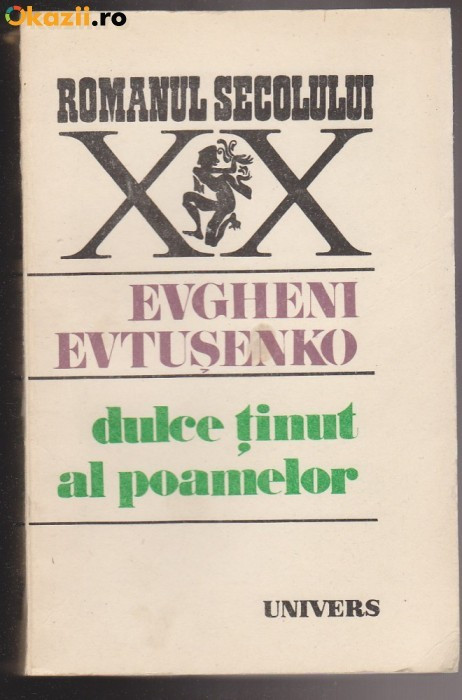 Okazii.ro
ROMANUL SECOLULUI
XX
EVGHENI
EVTUȘENKO
dulce ținut
al poamelor
UNIVERS